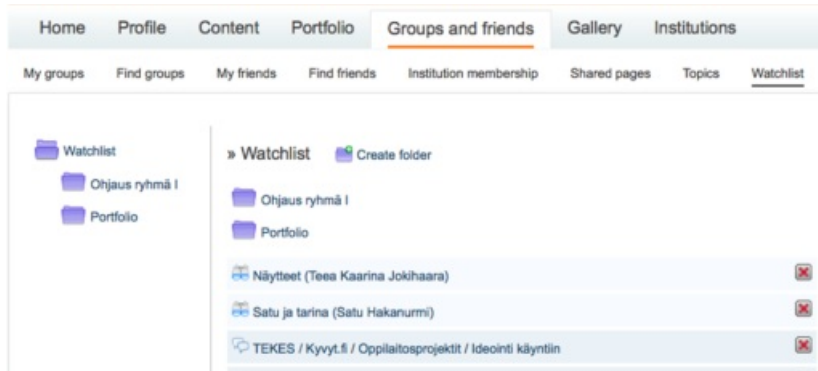 Home Profile Content Portfolio Groups and friends Gallery Institutions
My groups Find groups My friends Find friends Institution membership Shared pages Topics Watchlist
Watchlist
Ohjaus ryhmä I
Portfolio
» Watchlist Create folder
Ohjaus ryhmä I
Portfolio
Näytteet (Teea Kaarina Jokihaara)
Satu ja tarina (Satu Hakanurmi)
TEKES / Kyvyt.fi / Oppilaitosprojektit / Ideointi käyntiin